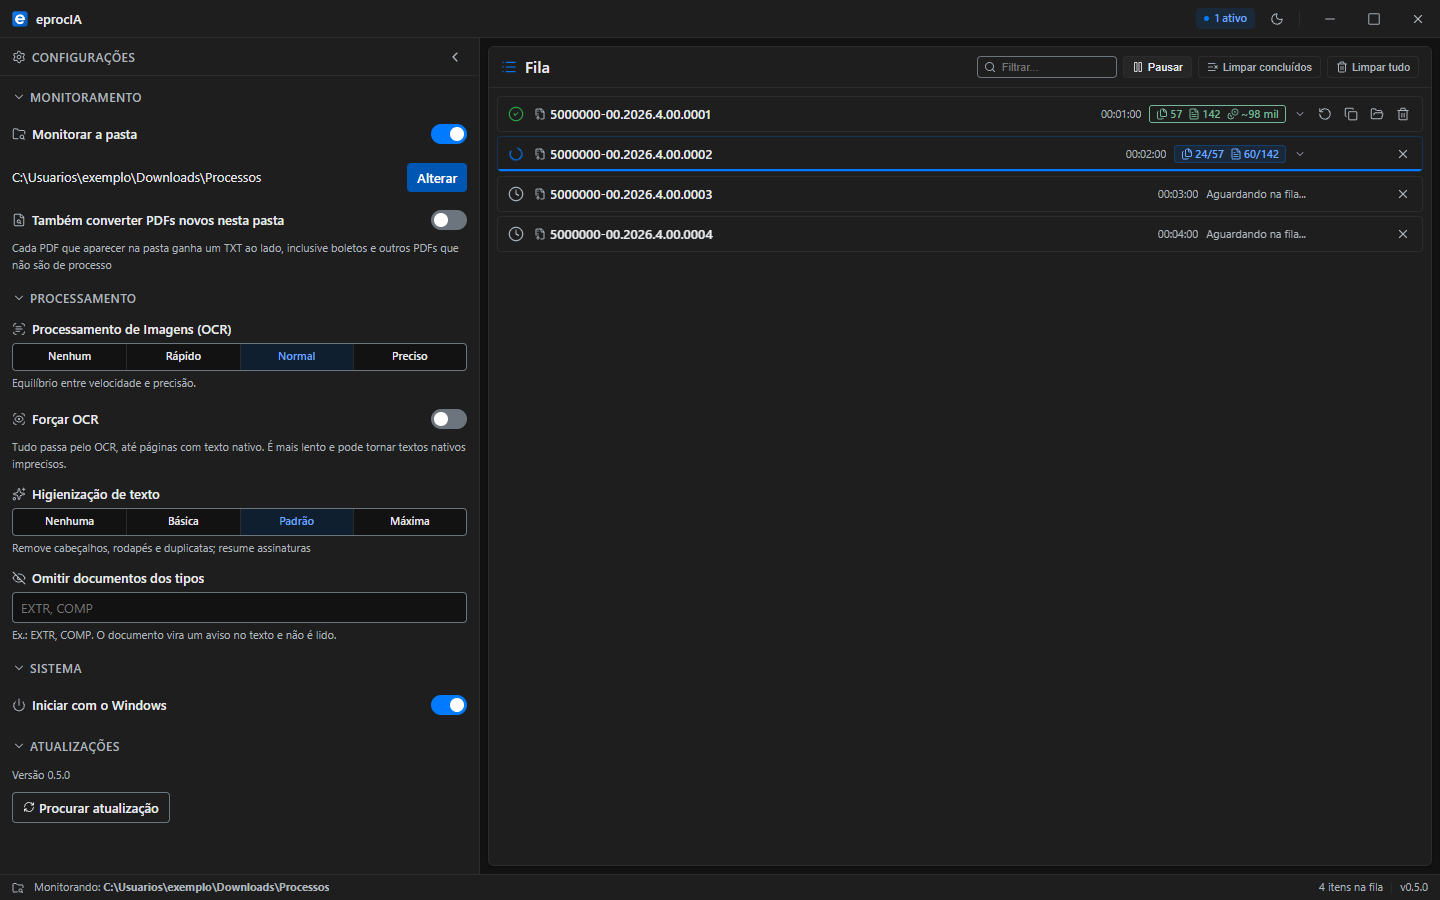 eprocIA
1 ativo
CONFIGURAÇÕES
MONITORAMENTO
Monitorar a pasta
C:\Usuarios\exemplo\Downloads\Processos
Alterar
Também converter PDFs novos nesta pasta
Cada PDF que aparecer na pasta ganha um TXT ao lado, inclusive boletos e outros PDFs que
não são de processo
PROCESSAMENTO
Processamento de Imagens (OCR)
Nenhum Rápido Normal Preciso
Equilíbrio entre velocidade e precisão.
Forçar OCR
Tudo passa pelo OCR, até páginas com texto nativo. É mais lento e pode tornar textos nativos
imprecisos.
Higienização de texto
Nenhuma Básica Padrão Máxima
Remove cabeçalhos, rodapés e duplicatas; resume assinaturas
Omitir documentos dos tipos
EXTR, COMP
Ex.: EXTR, COMP. O documento vira um aviso no texto e não é lido.
SISTEMA
Iniciar com o Windows
ATUALIZAÇÕES
Versão 0.5.0
Procurar atualização
Fila
Filtrar...
Pausar
Limpar concluídos
Limpar tudo
5000000-00.2026.4.00.0001 00:01:00 57 142 ~98 mil
5000000-00.2026.4.00.0002 00:02:00 24/57 60/142
5000000-00.2026.4.00.0003 00:03:00 Aguardando na fila...
5000000-00.2026.4.00.0004 00:04:00 Aguardando na fila...
Monitorando: C:\Usuarios\exemplo\Downloads\Processos
4 itens na fila
v0.5.0